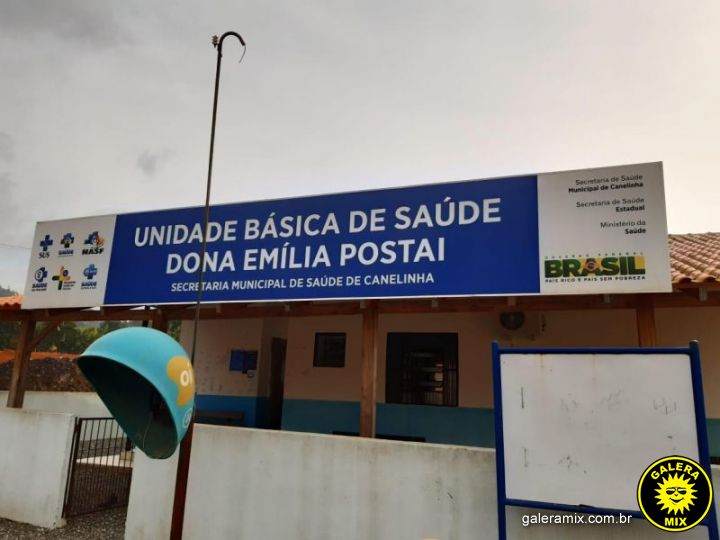 UNIDADE BÁSICA DE SAÚDE
DONA EMÍLIA POSTAI
SECRETARIA MUNICIPAL DE SAÚDE DE CANELINHA
SUS
NASF
Secretaria de Saúde
Municipal de Canelinha
Secretaria de Saúde
Estadual
Ministério da
Saúde
GOVERNO FEDERAL
BRASIL
PAÍS RICO É PAÍS SEM POBREZA
galeramix.com.br
GALERA
MIX